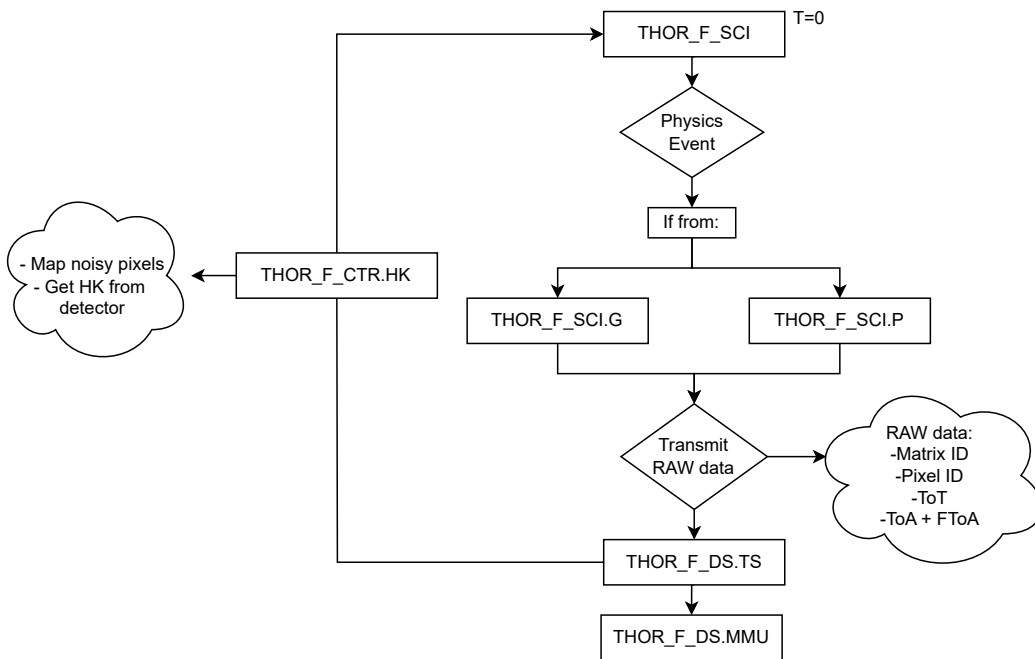 THOR_F_SCI
T=0
Physics
Event
If from:
- Map noisy pixels
- Get HK from
detector
THOR_F_CTR.HK
THOR_F_SCI.G
THOR_F_SCI.P
Transmit
RAW data
RAW data:
-Matrix ID
-Pixel ID
-ToT
-ToA + FToA
THOR_F_DS.TS
THOR_F_DS.MMU